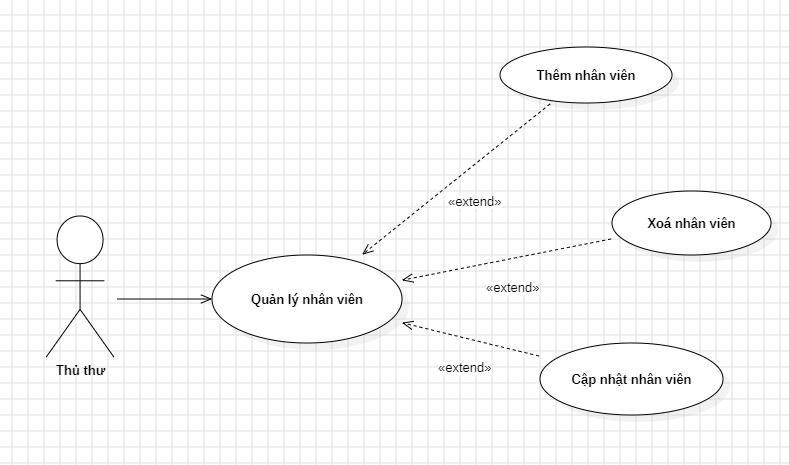 Thêm nhân viên
«extend»
Xoá nhân viên
«extend»
Quản lý nhân viên
«extend»
Cập nhật nhân viên
Thủ thư